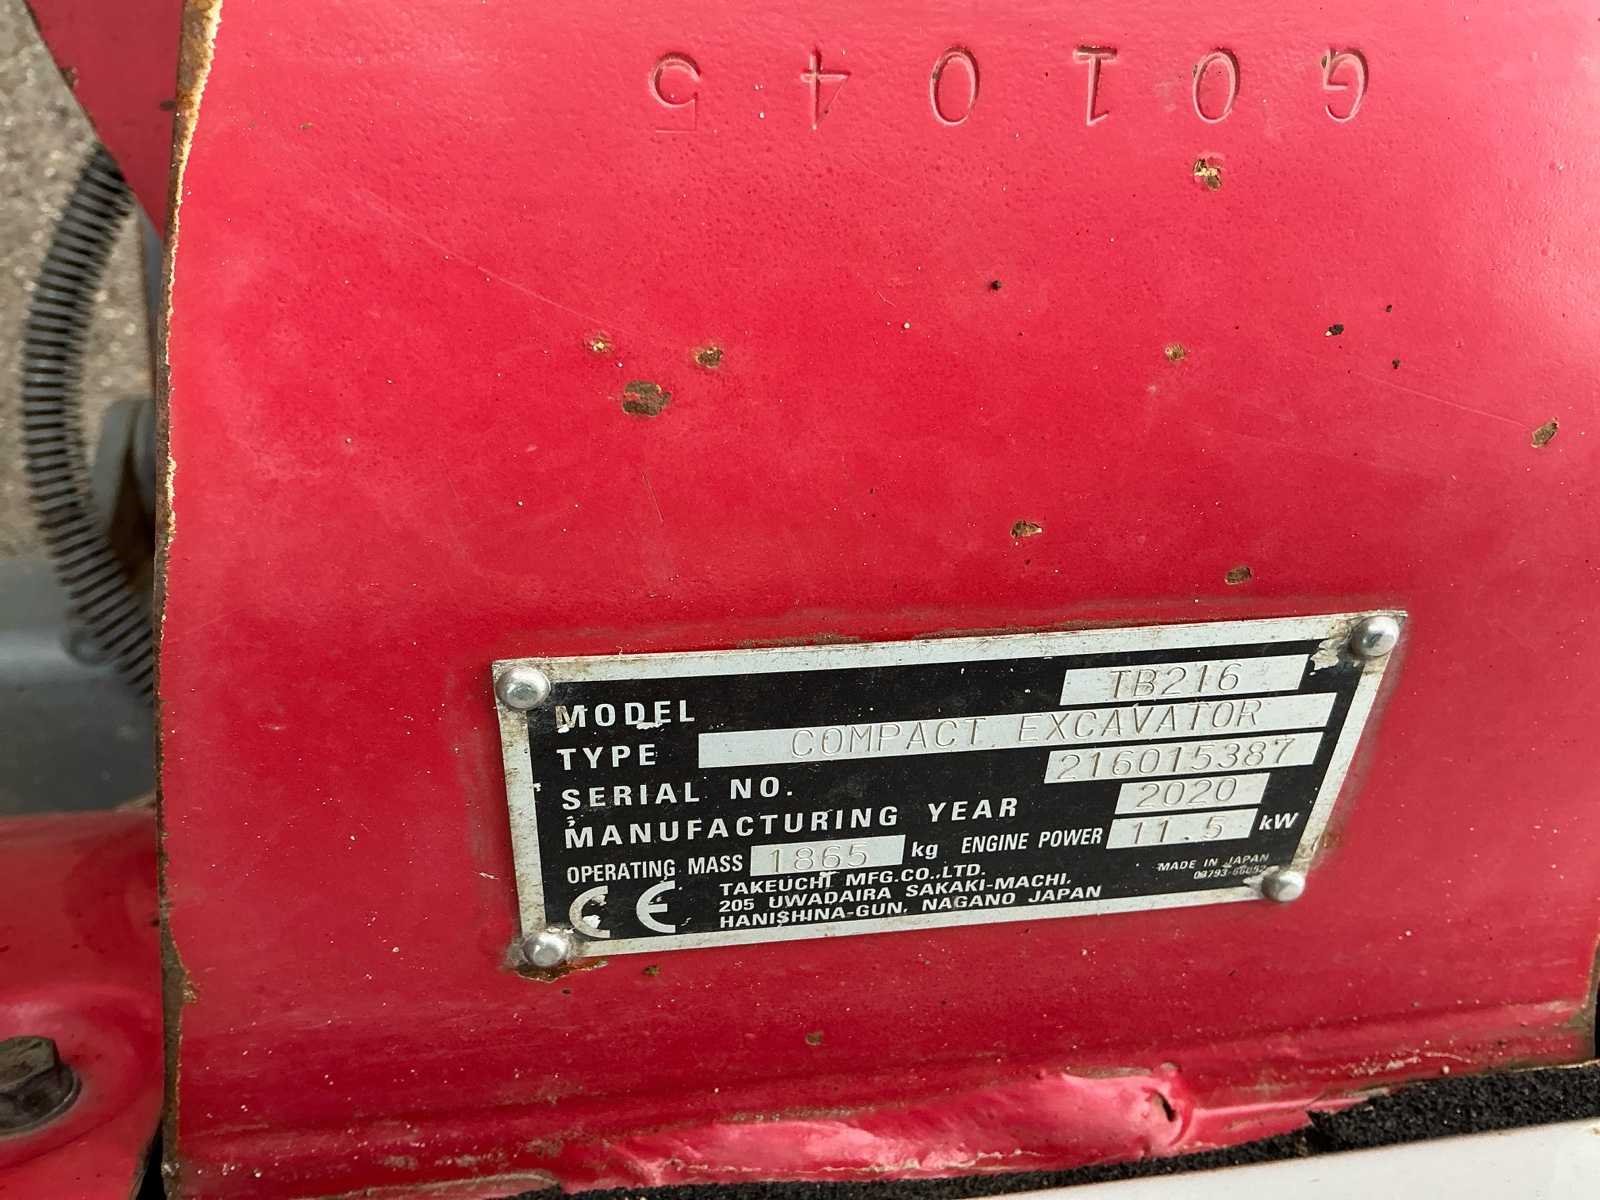 G01045
MODEL TB216
TYPE COMPACT EXCAVATOR
SERIAL NO. 216015387
MANUFACTURING YEAR 2020
OPERATING MASS 1865 kg ENGINE POWER 11.5 kW
CE TAKEUCHI MFG.CO.,LTD.
205 UWADAIRA SAKAKI-MACHI,
HANISHINA-GUN, NAGANO JAPAN
MADE IN JAPAN